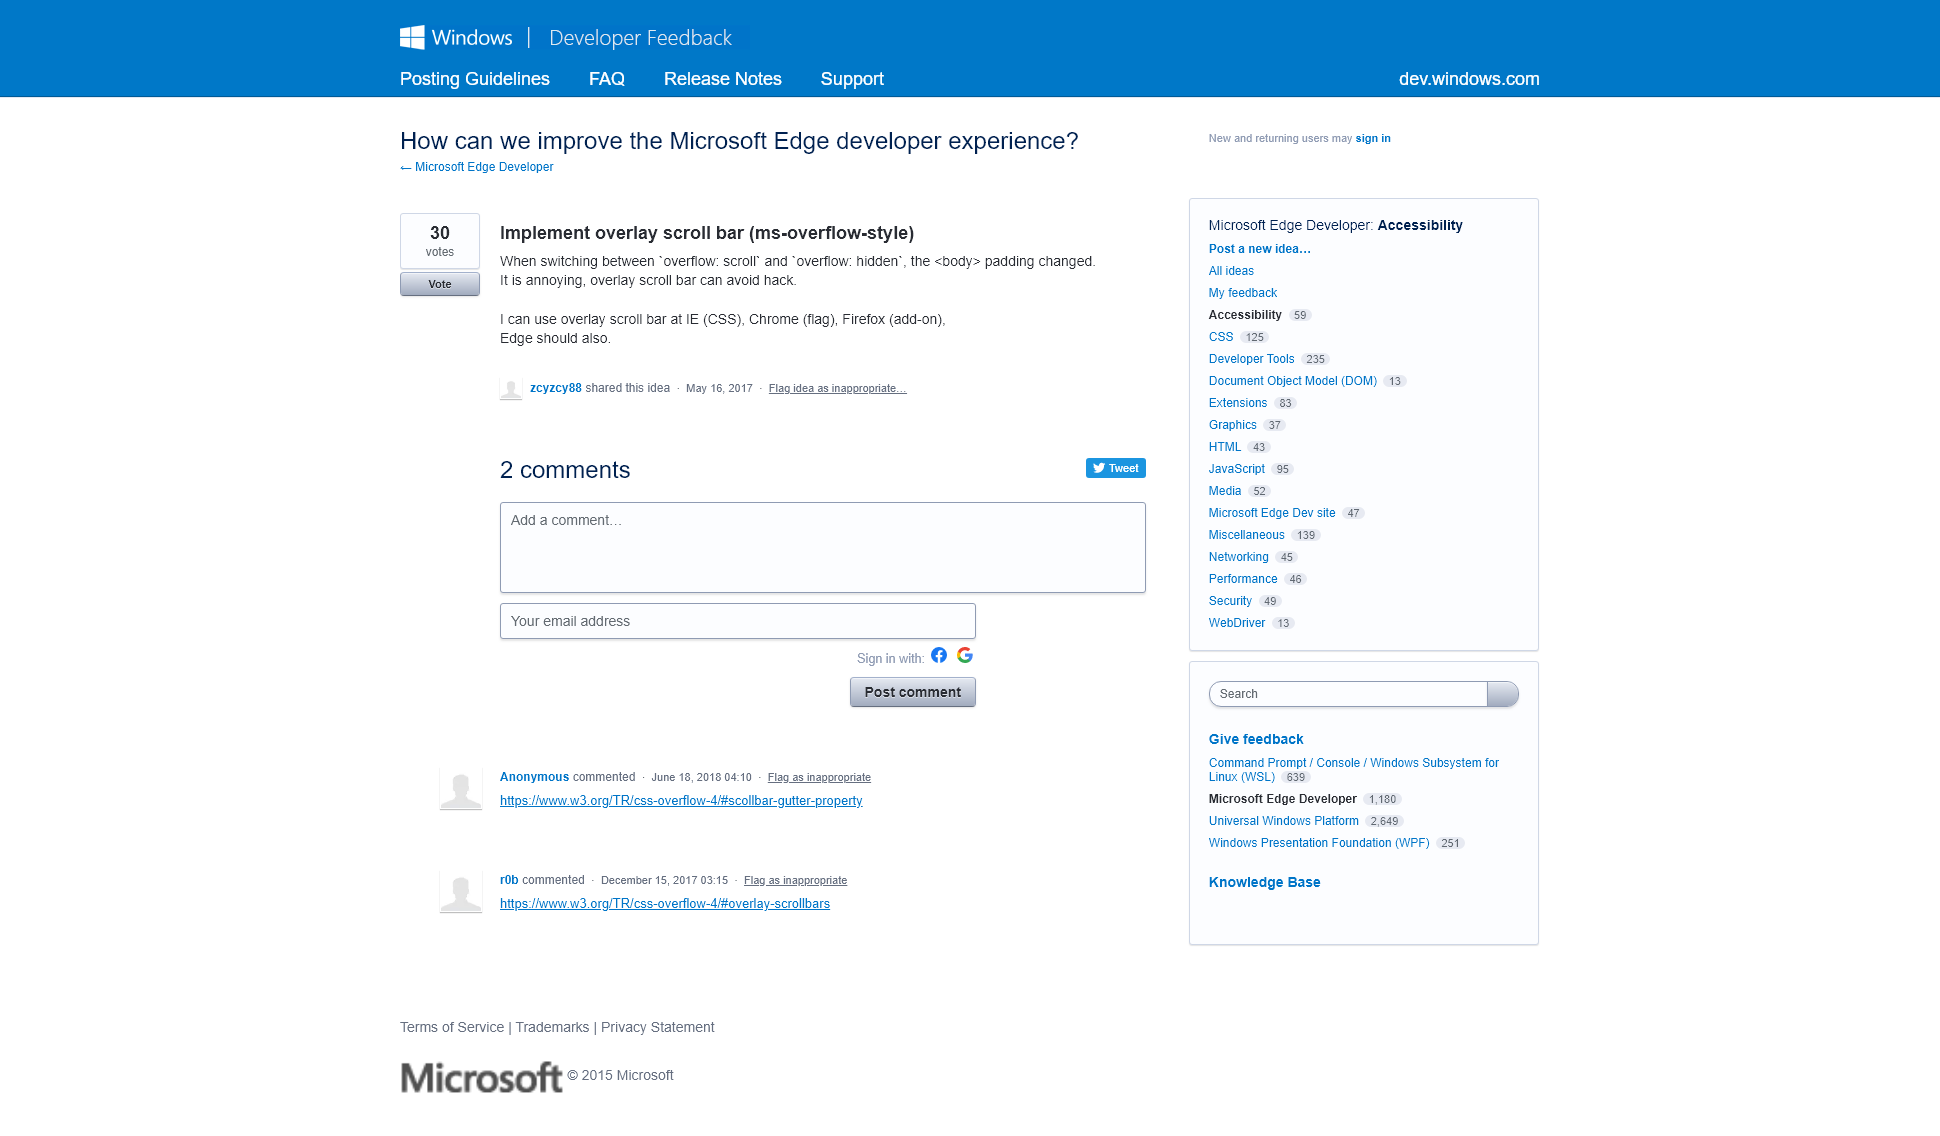 Windows | Developer Feedback
Posting Guidelines FAQ Release Notes Support dev.windows.com
How can we improve the Microsoft Edge developer experience?
← Microsoft Edge Developer
New and returning users may sign in
30
votes
Vote
Implement overlay scroll bar (ms-overflow-style)
When switching between `overflow: scroll` and `overflow: hidden`, the <body> padding changed.
It is annoying, overlay scroll bar can avoid hack.
I can use overlay scroll bar at IE (CSS), Chrome (flag), Firefox (add-on),
Edge should also.
zcyzcy88 shared this idea · May 16, 2017 · Flag idea as inappropriate…
2 comments
Tweet
Add a comment…
Your email address
Sign in with:
Post comment
Anonymous commented · June 18, 2018 04:10 · Flag as inappropriate
https://www.w3.org/TR/css-overflow-4/#scollbar-gutter-property
r0b commented · December 15, 2017 03:15 · Flag as inappropriate
https://www.w3.org/TR/css-overflow-4/#overlay-scrollbars
Microsoft Edge Developer: Accessibility
Post a new idea…
All ideas
My feedback
Accessibility 59
CSS 125
Developer Tools 235
Document Object Model (DOM) 13
Extensions 83
Graphics 37
HTML 43
JavaScript 95
Media 52
Microsoft Edge Dev site 47
Miscellaneous 139
Networking 45
Performance 46
Security 49
WebDriver 13
Search
Give feedback
Command Prompt / Console / Windows Subsystem for
Linux (WSL) 639
Microsoft Edge Developer 1,180
Universal Windows Platform 2,649
Windows Presentation Foundation (WPF) 251
Knowledge Base
Terms of Service | Trademarks | Privacy Statement
Microsoft © 2015 Microsoft